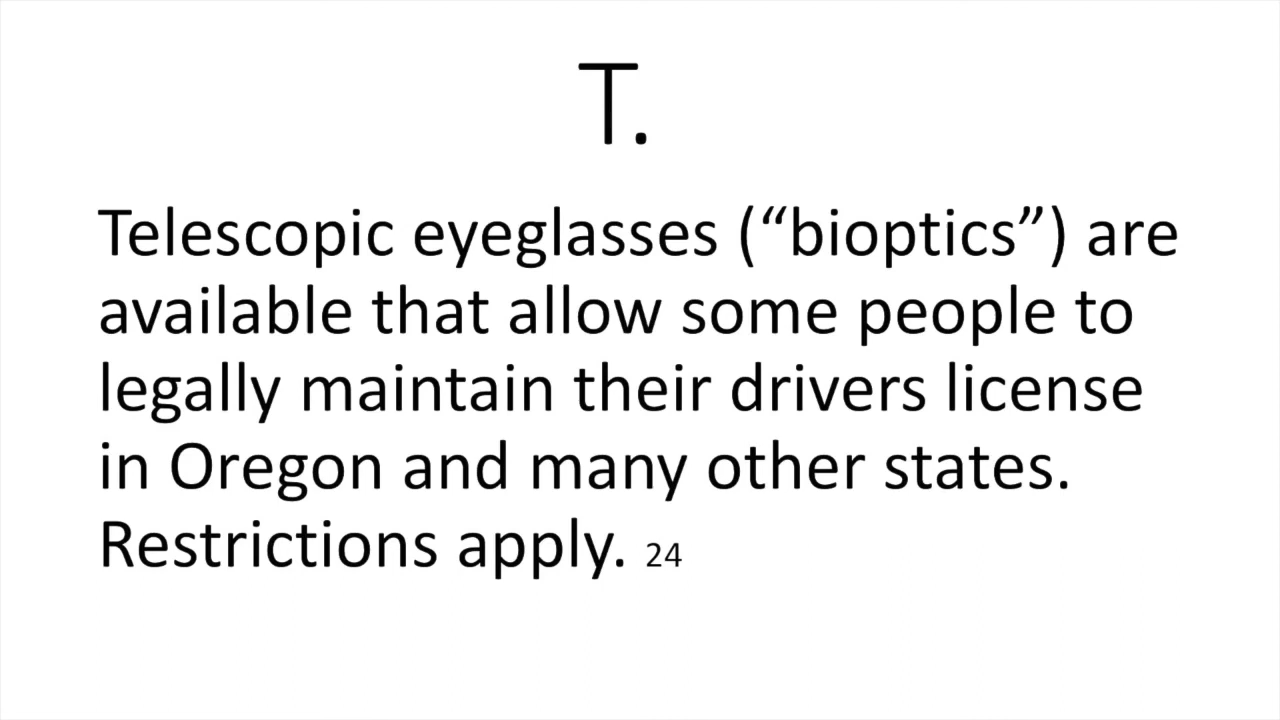 T.
Telescopic eyeglasses (“bioptics”) are
available that allow some people to
legally maintain their drivers license
in Oregon and many other states.
Restrictions apply. 24